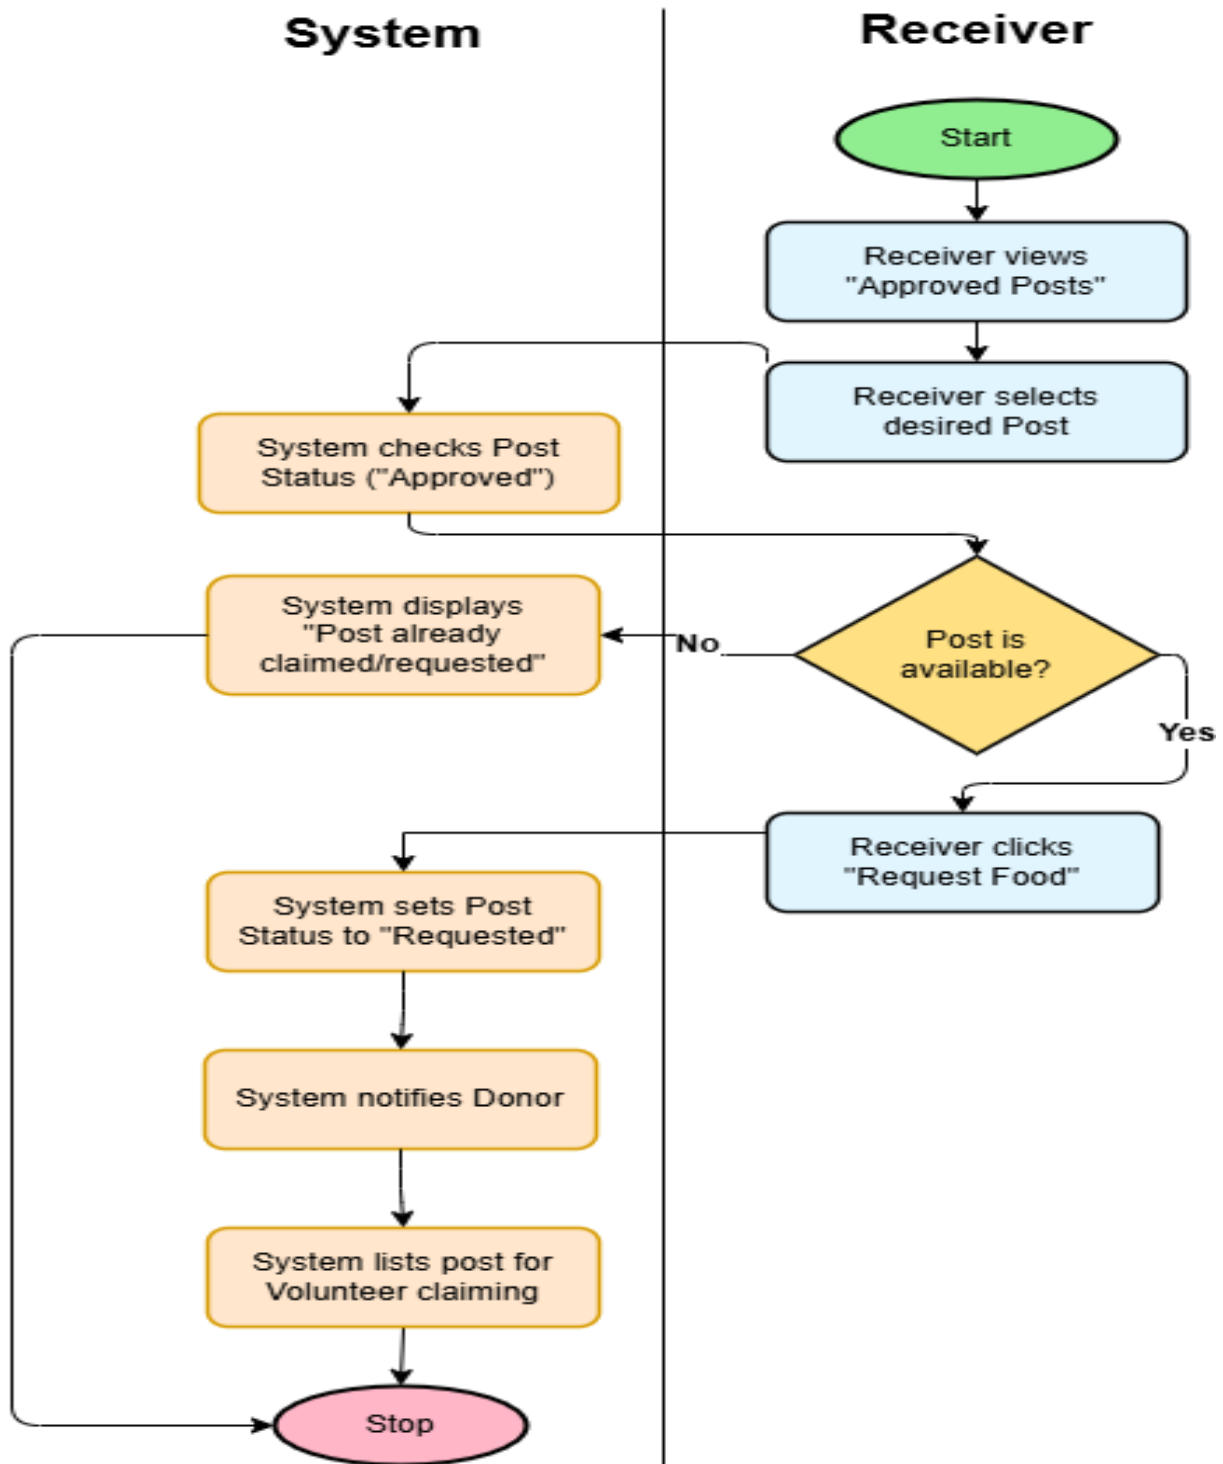 System
Receiver
Start
Receiver views
"Approved Posts"
Receiver selects
desired Post
System checks Post
Status ("Approved")
Post is
available?
No
Yes
System displays
"Post already
claimed/requested"
Receiver clicks
"Request Food"
System sets Post
Status to "Requested"
System notifies Donor
System lists post for
Volunteer claiming
Stop